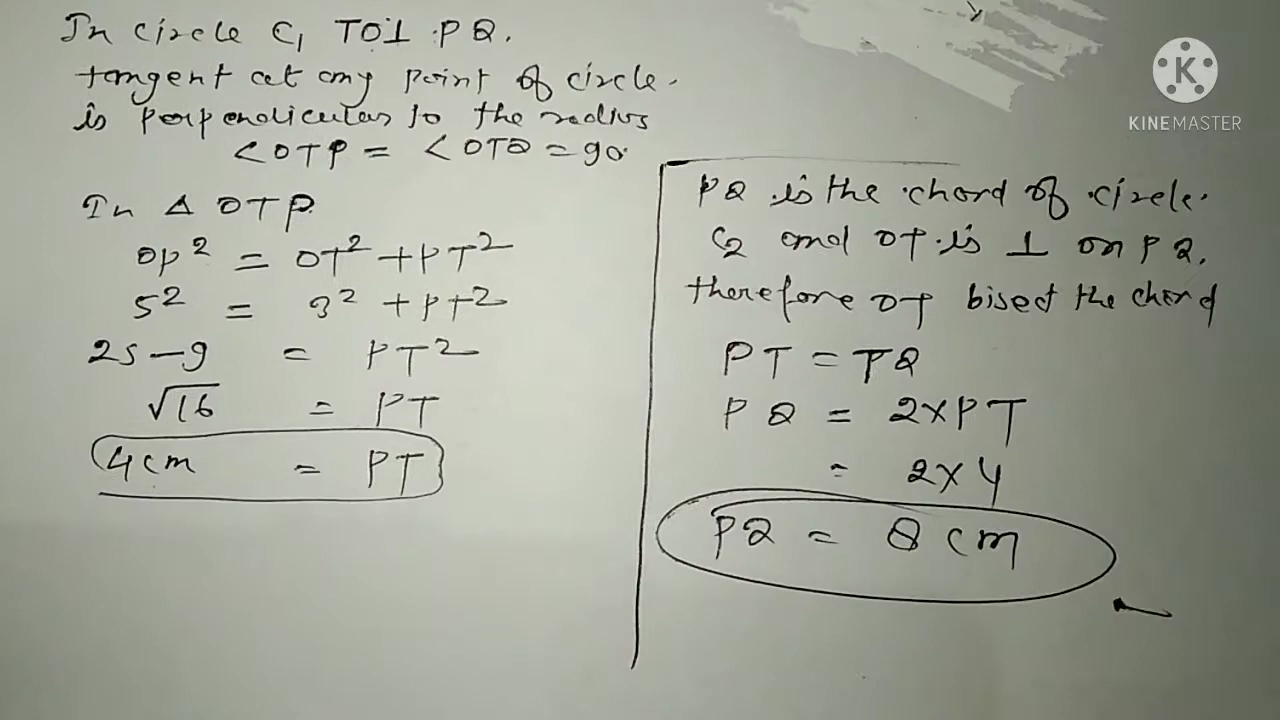 In circle C1 TO⊥ PQ.
tangent at any point of circle.
is perpendicular to the radius
<OTP = <OTQ = 90°
In Δ OTP.
OP² = OT² + PT²
5² = 3² + PT²
25 - 9 = PT²
√16 = PT
4cm = PT
PQ is the chord of circle.
C2 and OT is ⊥ on PQ.
therefore OT bisect the chord
PT = TQ
PQ = 2×PT
= 2×4
PQ = 8 cm
K
KINEMASTER